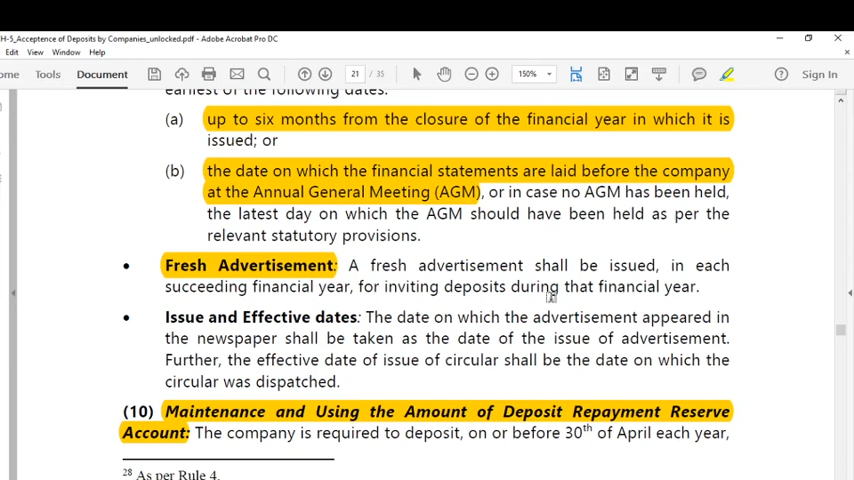 H-5_Acceptence of Deposits by Companies_unlocked.pdf - Adobe Acrobat Pro DC
it View Window Help
ome Tools Document 21 / 35 150% Sign In
earliest of the following dates:
(a) up to six months from the closure of the financial year in which it is
issued; or
(b) the date on which the financial statements are laid before the company
at the Annual General Meeting (AGM), or in case no AGM has been held,
the latest day on which the AGM should have been held as per the
relevant statutory provisions.
• Fresh Advertisement: A fresh advertisement shall be issued, in each
succeeding financial year, for inviting deposits during that financial year.
• Issue and Effective dates: The date on which the advertisement appeared in
the newspaper shall be taken as the date of the issue of advertisement.
Further, the effective date of issue of circular shall be the date on which the
circular was dispatched.
(10) Maintenance and Using the Amount of Deposit Repayment Reserve
Account: The company is required to deposit, on or before 30th of April each year,
28 As per Rule 4.